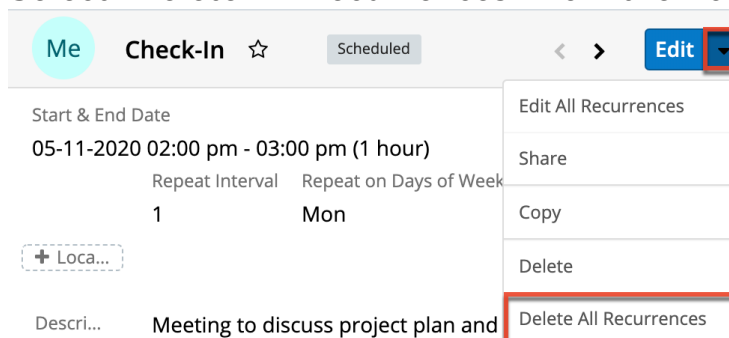 Me Check-In Scheduled Edit
Start & End Date
05-11-2020 02:00 pm - 03:00 pm (1 hour)
Repeat Interval Repeat on Days of Week
1 Mon
+ Loca...
Descri... Meeting to discuss project plan and
Edit All Recurrences
Share
Copy
Delete
Delete All Recurrences